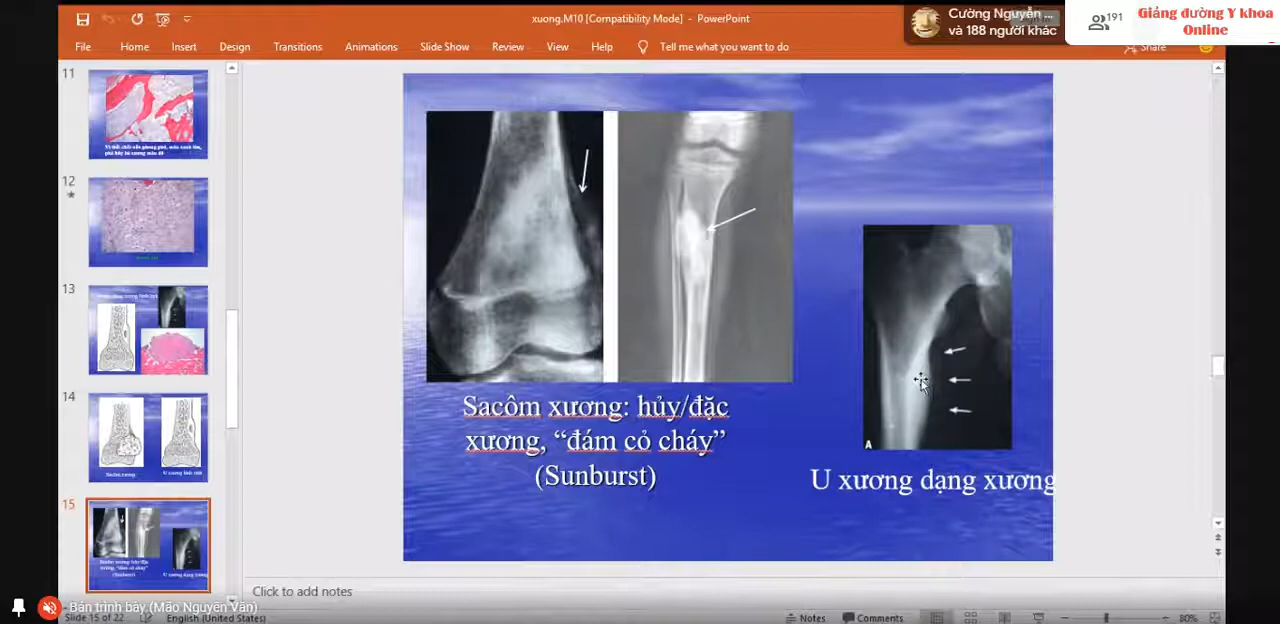 xuong.M10 [Compatibility Mode] - PowerPoint
Cường Nguyễn ...
và 188 người khác
191
Giảng đường Y khoa
Online
File Home Insert Design Transitions Animations Slide Show Review View Help Tell me what you want to do Share
11
12
13
14
15
Sacôm xương: hủy/đặc
xương, “đám cỏ cháy”
(Sunburst)
A
U xương dạng xương
Click to add notes
Bản trình bày (Mão Nguyễn Văn)
Slide 15 of 22 English (United States) Notes Comments 80%